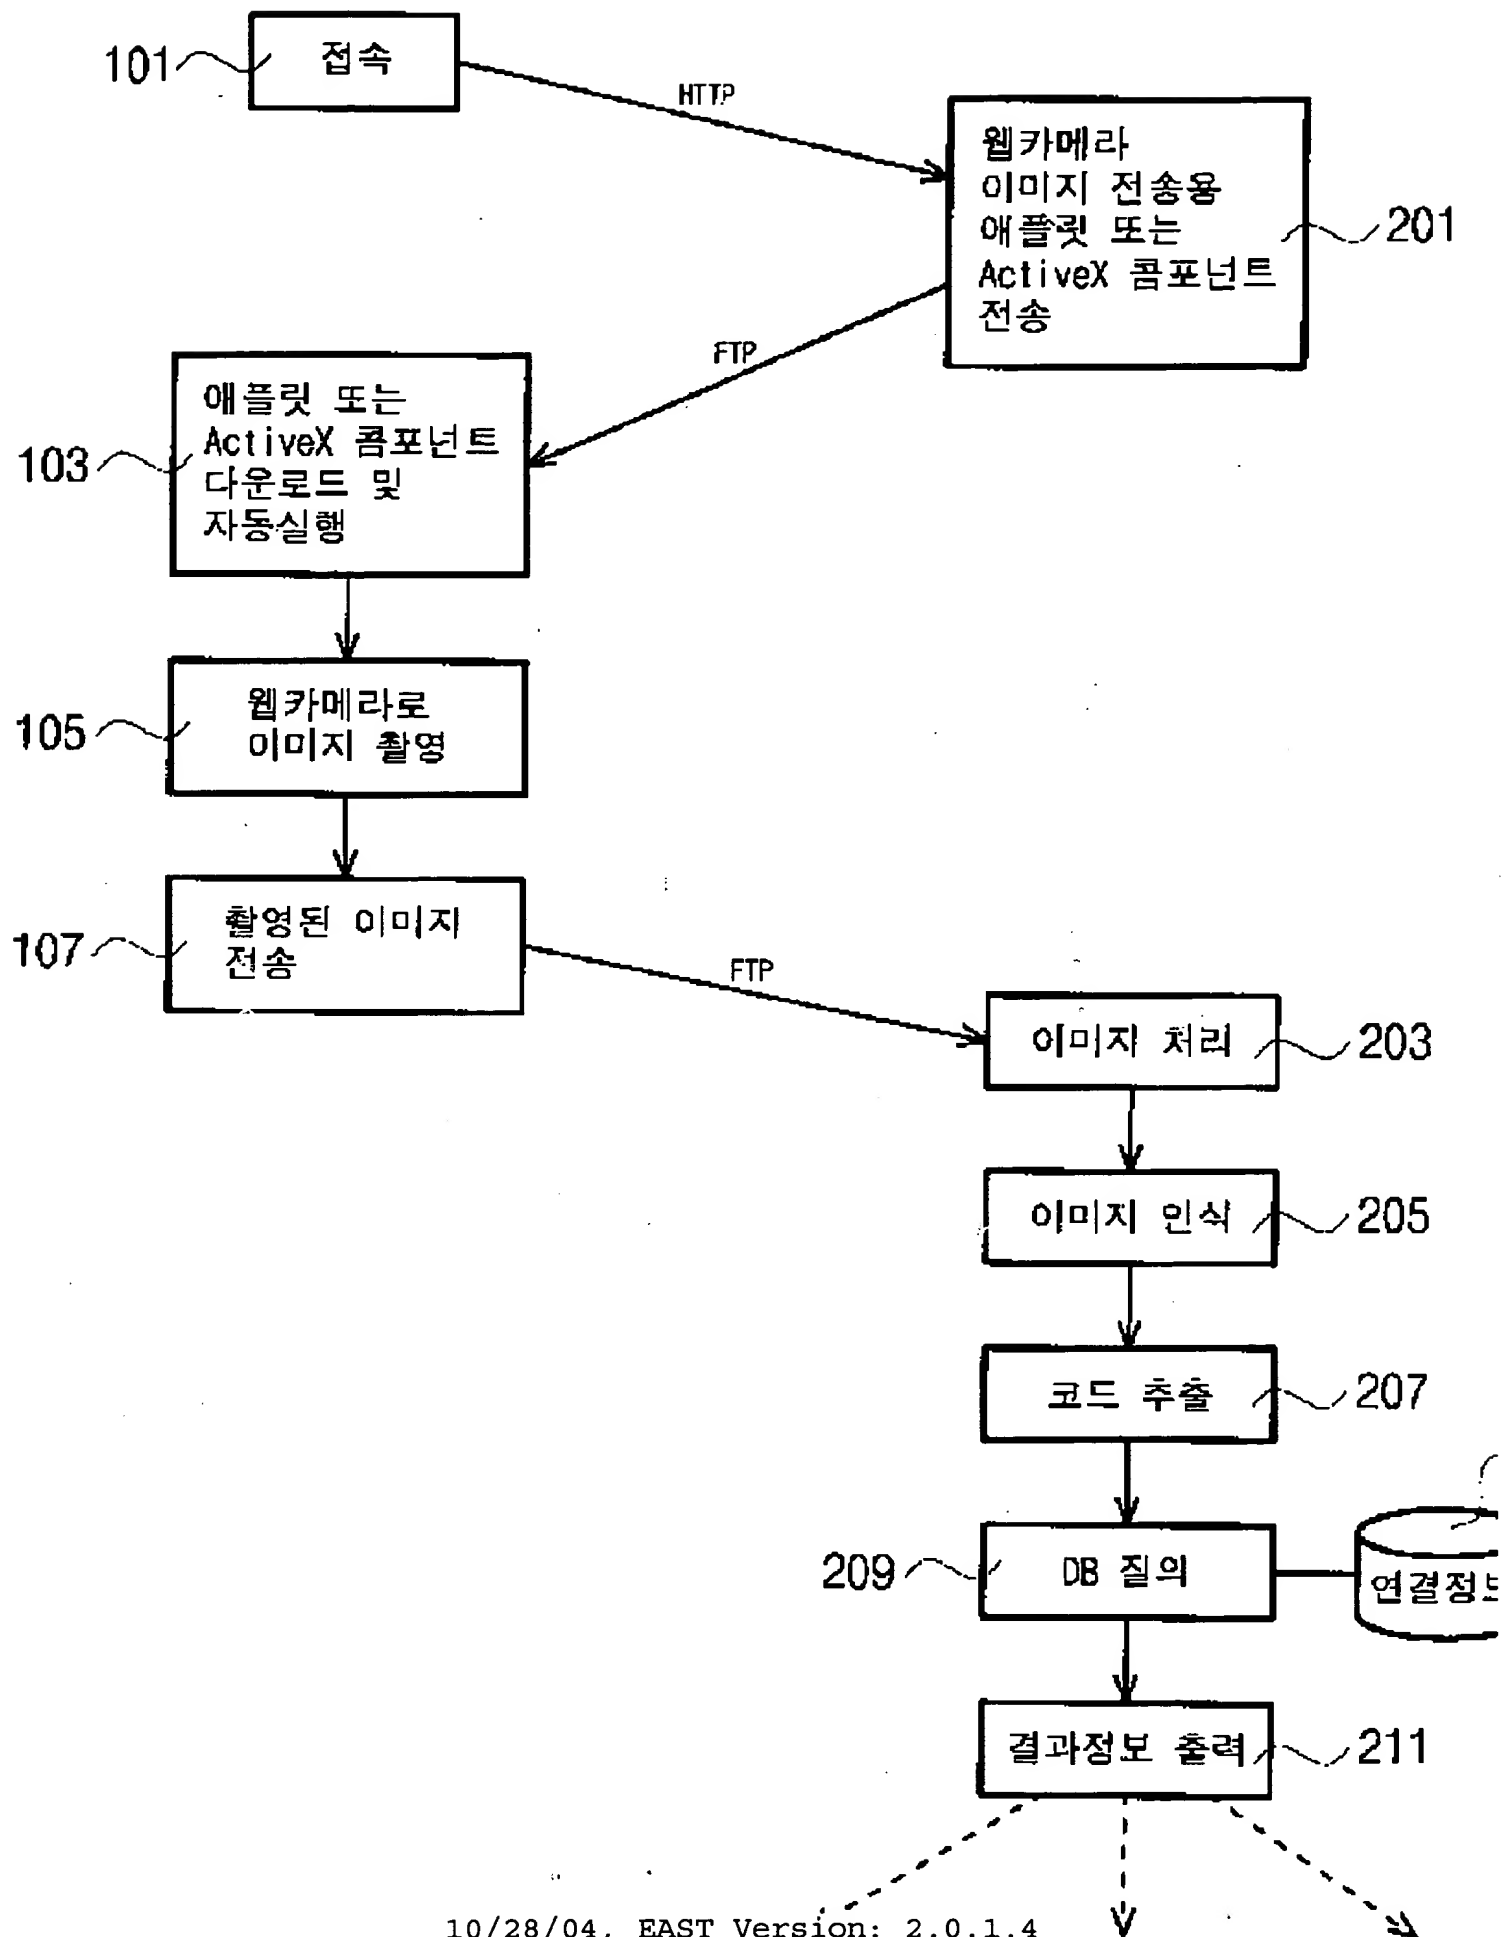 101
접속
HTTP
웹카메라
이미지 전송용
애플릿 또는
ActiveX 콤포넌트
전송
201
FTP
애플릿 또는
ActiveX 콤포넌트
다운로드 및
자동실행
103
웹카메라로
이미지 촬영
105
촬영된 이미지
전송
107
FTP
이미지 처리
203
이미지 인식
205
코드 추출
207
209
DB 질의
연결정보
결과정보 출력
211
10/28/04, EAST Version: 2.0.1.4